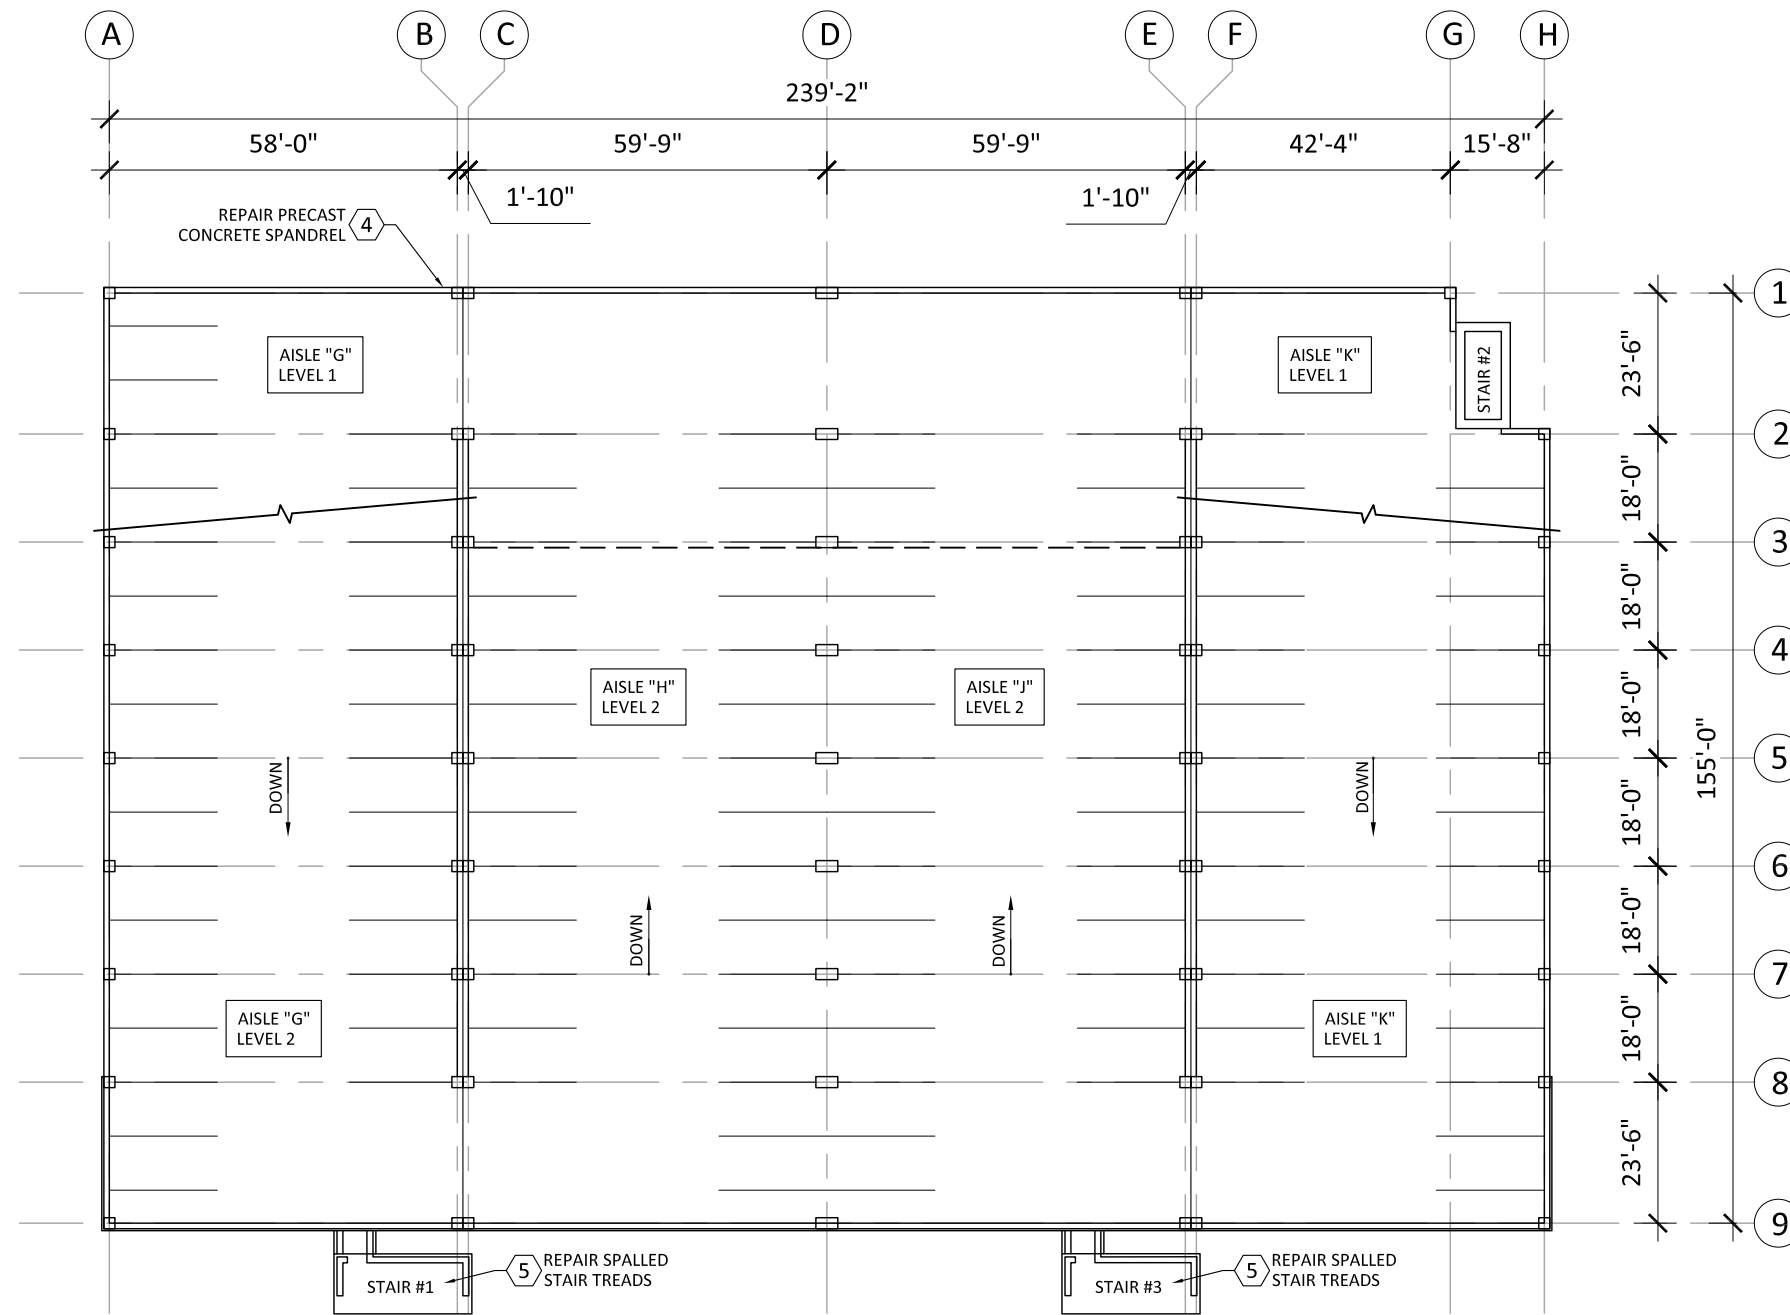 A B C D E F G H
239'-2"
58'-0" 59'-9" 59'-9" 42'-4" 15'-8"
1'-10" 1'-10"
REPAIR PRECAST
CONCRETE SPANDREL
4
1
AISLE "G"
LEVEL 1
AISLE "K"
LEVEL 1
STAIR #2
23'-6"
2
18'-0"
3
18'-0"
4
AISLE "H"
LEVEL 2
AISLE "J"
LEVEL 2
18'-0"
155'-0"
5
DOWN
DOWN
18'-0"
6
DOWN
DOWN
18'-0"
7
AISLE "G"
LEVEL 2
AISLE "K"
LEVEL 1
18'-0"
8
23'-6"
9
STAIR #1
5
REPAIR SPALLED
STAIR TREADS
STAIR #3
5
REPAIR SPALLED
STAIR TREADS